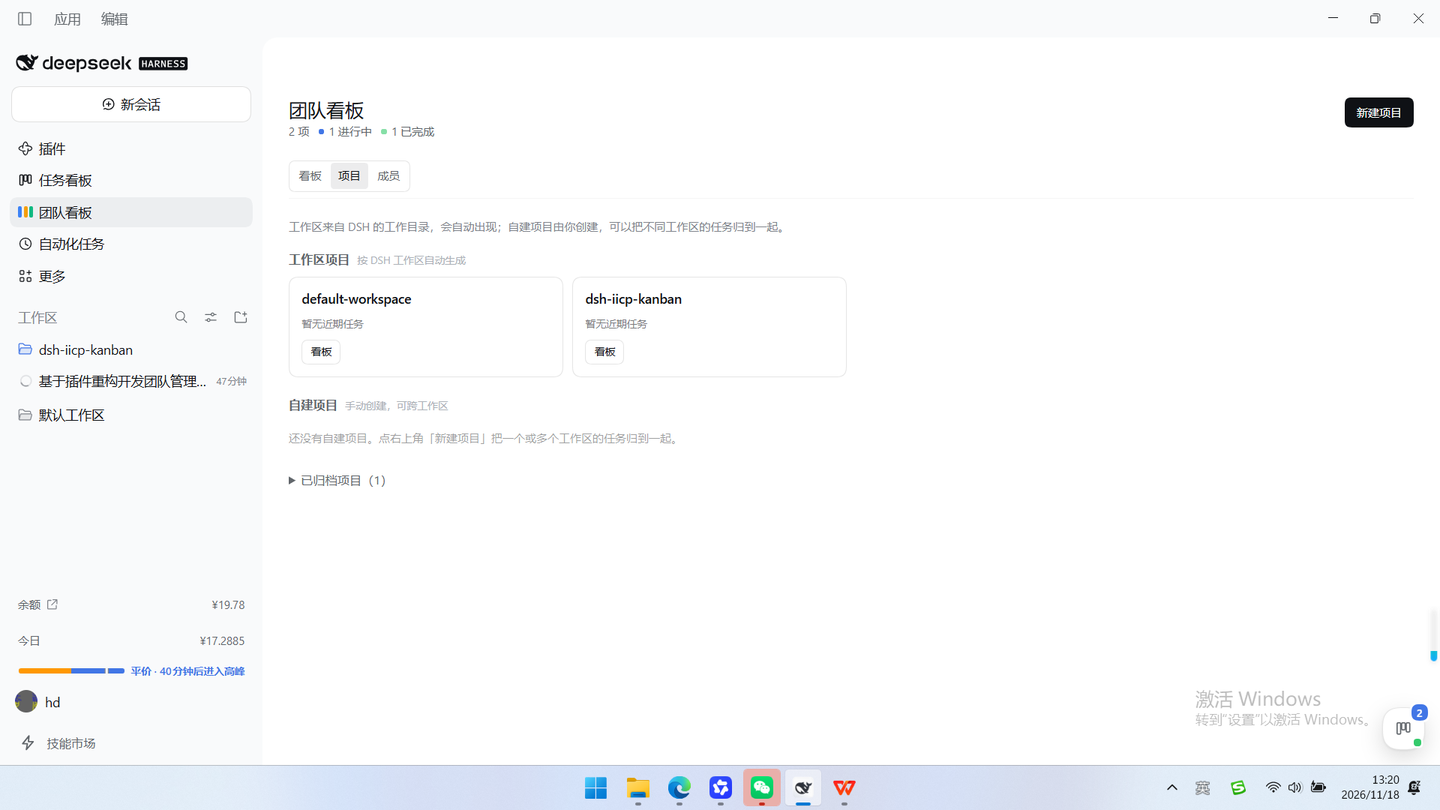 应用 编辑
deepseek HARNESS
新会话
插件
任务看板
团队看板
自动化任务
更多
工作区
dsh-iicp-kanban
基于插件重构开发团队管理... 47分钟
默认工作区
余额 ¥19.78
今日 ¥17.2885
平价 · 40分钟后进入高峰
hd
技能市场
团队看板
新建项目
2 项 1 进行中 1 已完成
看板 项目 成员
工作区来自 DSH 的工作目录，会自动出现；自建项目由你创建，可以把不同工作区的任务归到一起。
工作区项目 按 DSH 工作区自动生成
default-workspace
暂无近期任务
看板
dsh-iicp-kanban
暂无近期任务
看板
自建项目 手动创建，可跨工作区
还没有自建项目。点右上角「新建项目」把一个或多个工作区的任务归到一起。
已归档项目（1）
激活 Windows
转到"设置"以激活 Windows。
2
英
13:20
2026/11/18